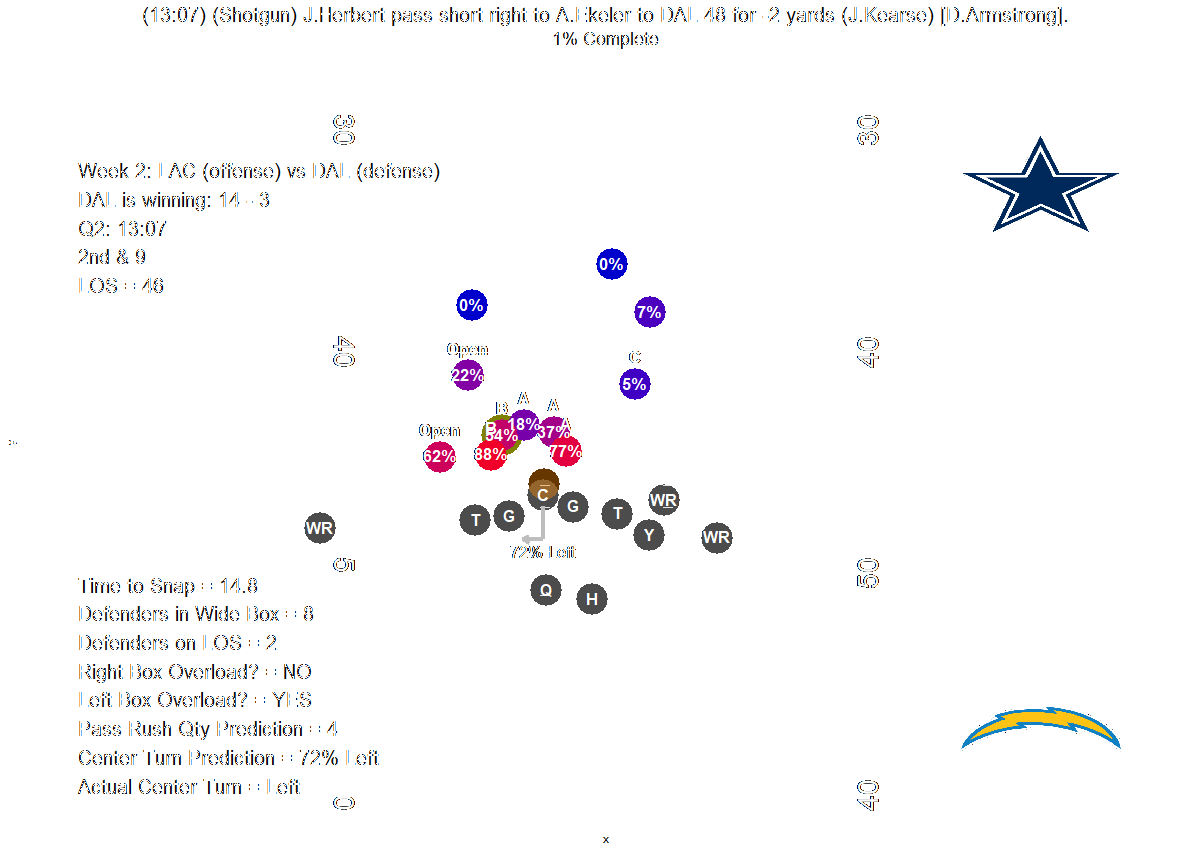 (13:07) (Shotgun) J.Herbert pass short right to A.Ekeler to DAL 48 for -2 yards (J.Kearse) [D.Armstrong].
1% Complete
30
30
Week 2: LAC (offense) vs DAL (defense)
DAL is winning: 14 - 3
Q2: 13:07
2nd & 9
LOS = 46
0%
0%
7%
40
40
Open
22%
C
5%
A
B
A
18%
B
54%
37%
A
Open
62%
88%
77%
C
WR
T
G
G
T
WR
Y
WR
72% Left
5
50
Q
H
Time to Snap = 14.8
Defenders in Wide Box = 8
Defenders on LOS = 2
Right Box Overload? = NO
Left Box Overload? = YES
Pass Rush Qty Prediction = 4
Center Turn Prediction = 72% Left
Actual Center Turn = Left
0
40
x